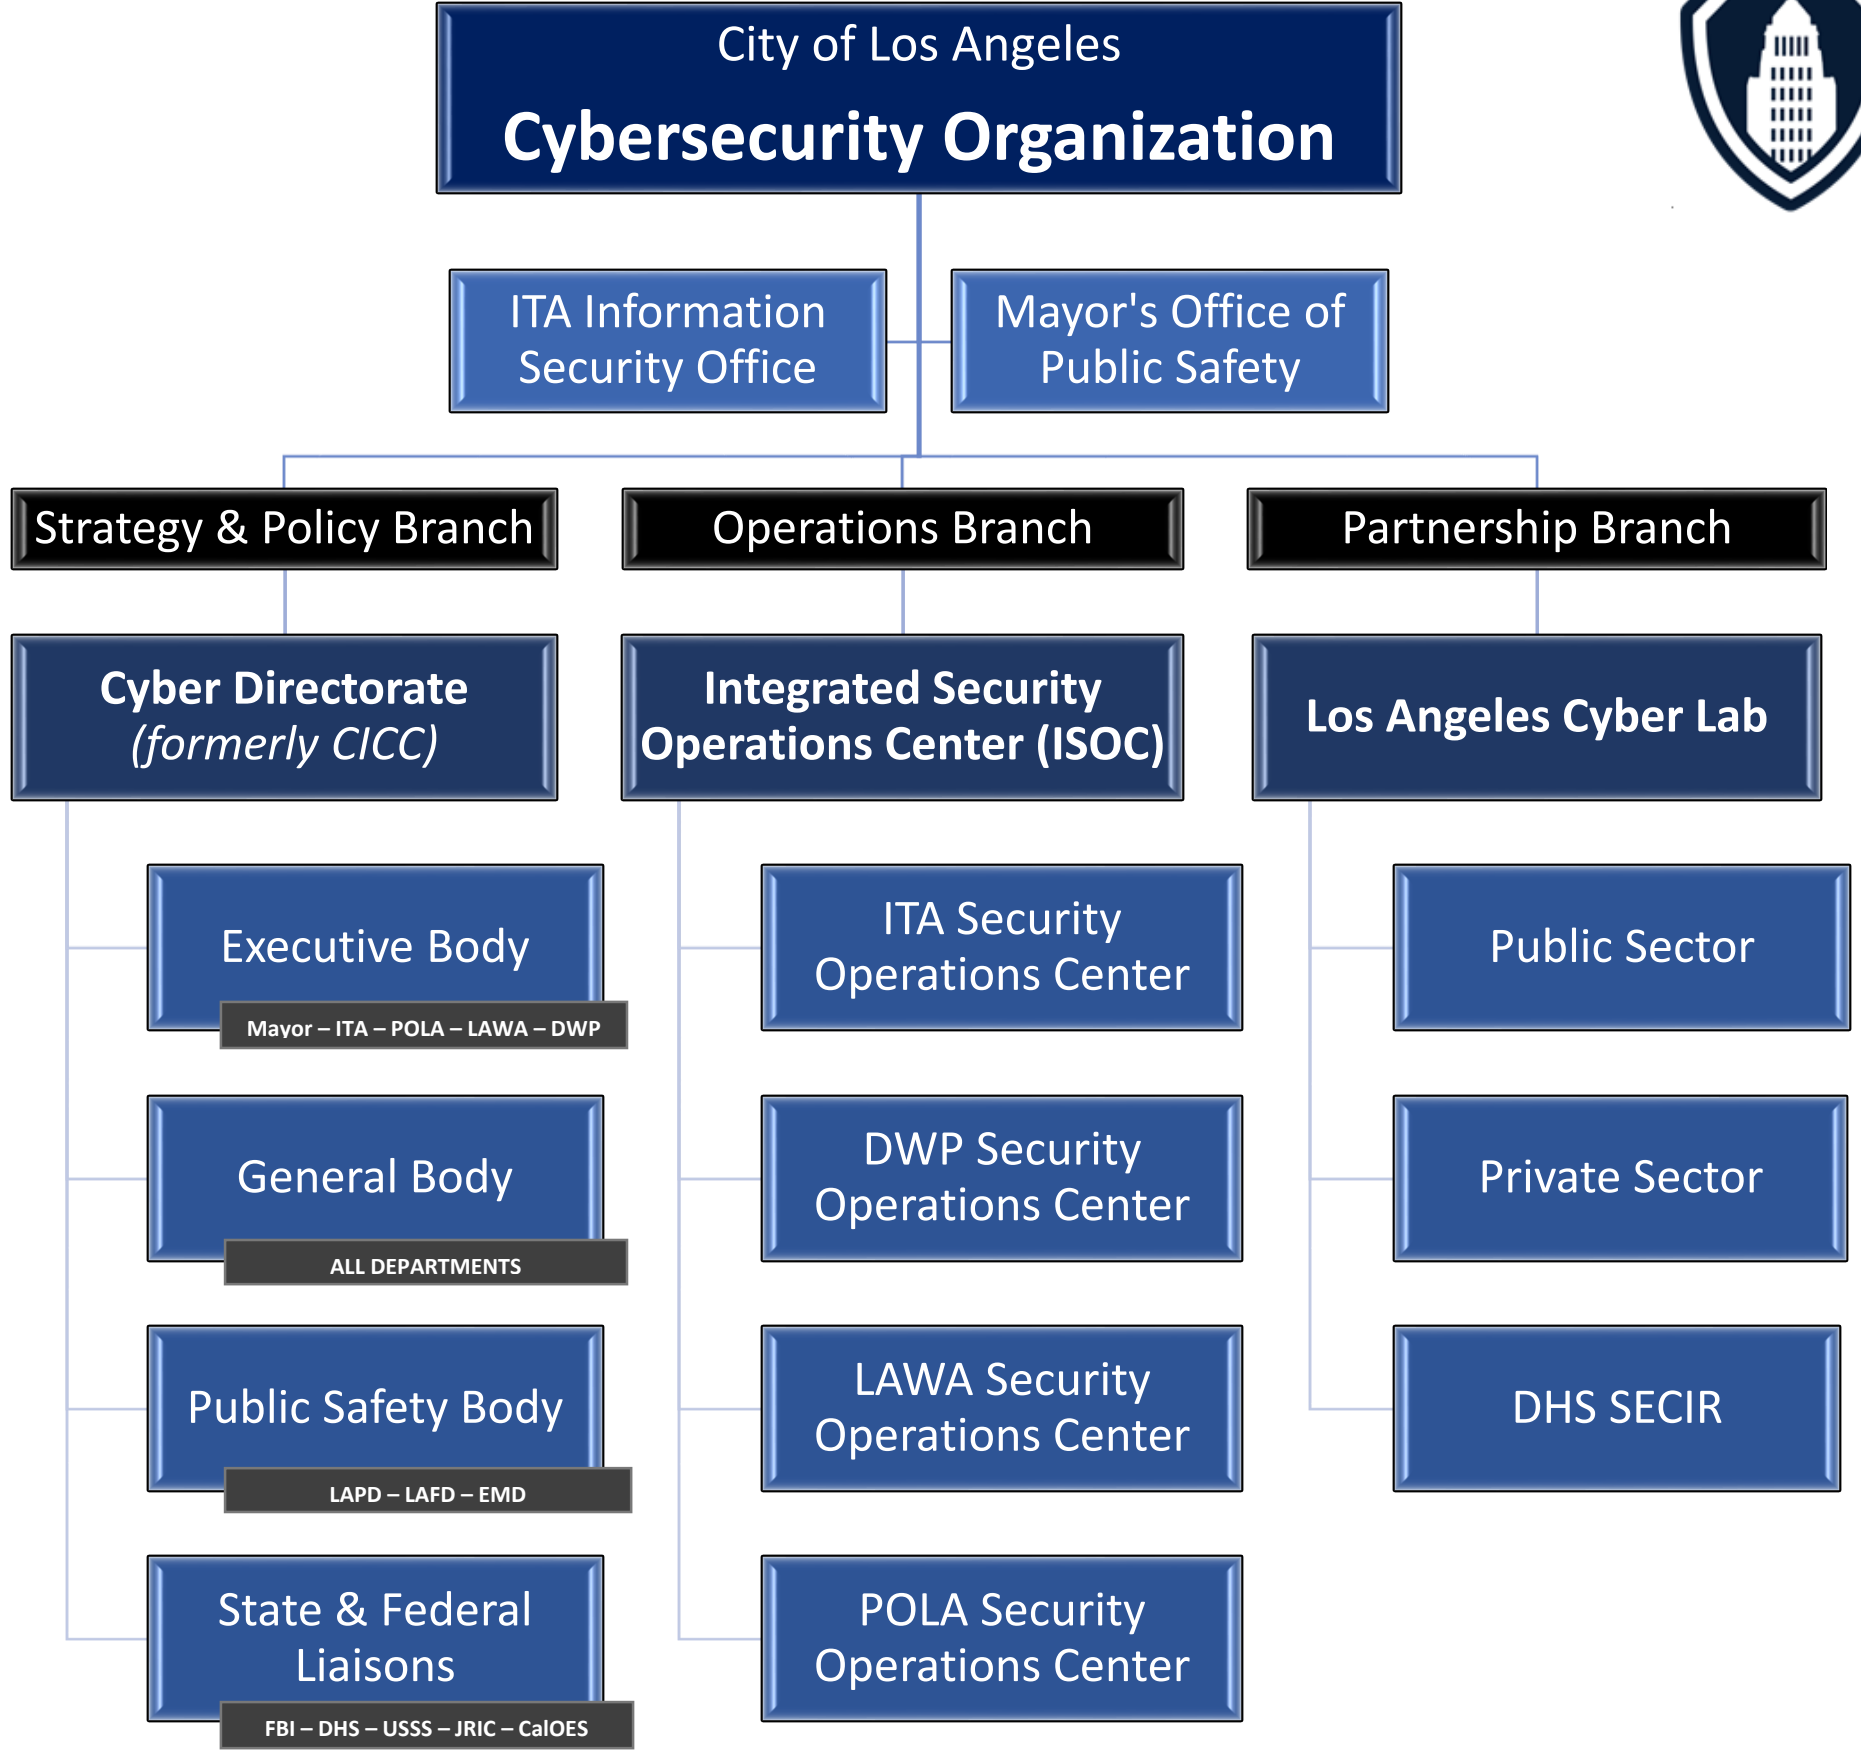 City of Los Angeles
Cybersecurity Organization
ITA Information
Security Office
Mayor's Office of
Public Safety
Strategy & Policy Branch
Operations Branch
Partnership Branch
Cyber Directorate
(formerly CICC)
Integrated Security
Operations Center (ISOC)
Los Angeles Cyber Lab
Executive Body
Mayor – ITA – POLA – LAWA – DWP
General Body
ALL DEPARTMENTS
Public Safety Body
LAPD – LAFD – EMD
State & Federal
Liaisons
FBI – DHS – USSS – JRIC – CalOES
ITA Security
Operations Center
DWP Security
Operations Center
LAWA Security
Operations Center
POLA Security
Operations Center
Public Sector
Private Sector
DHS SECIR